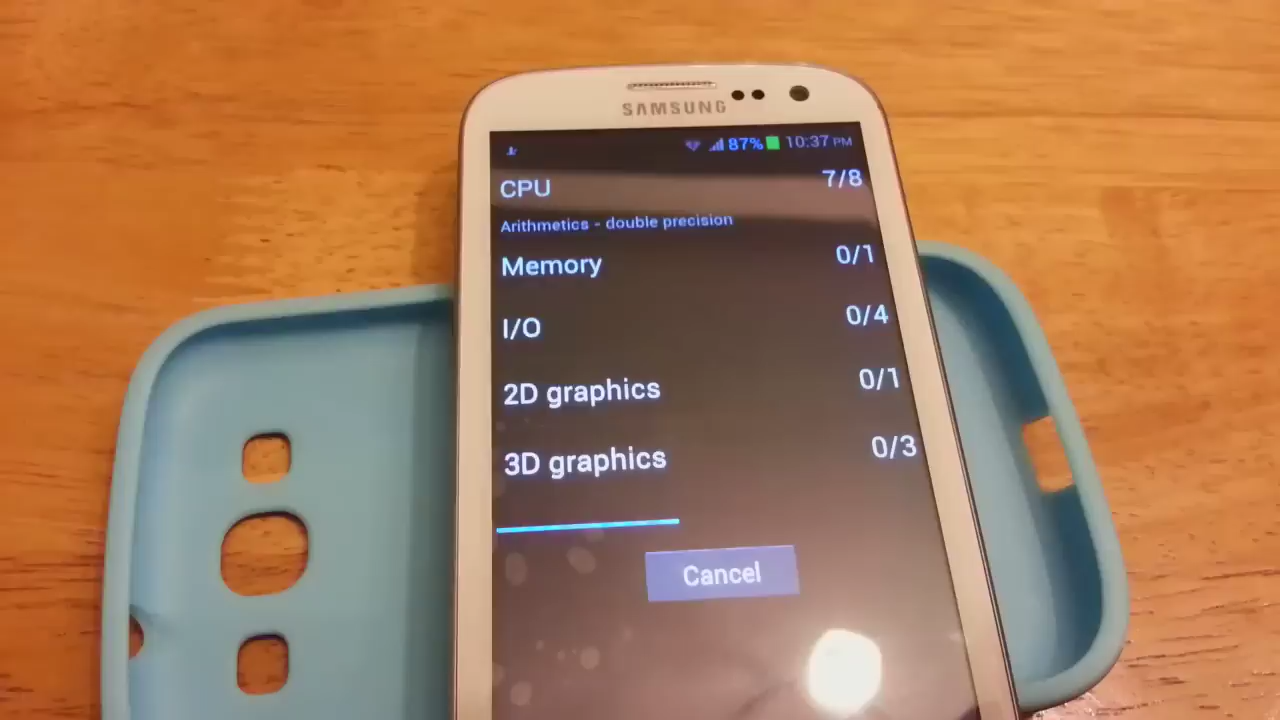 SAMSUNG
87% 10:37 PM
CPU 7/8
Arithmetics - double precision
Memory 0/1
I/O 0/4
2D graphics 0/1
3D graphics 0/3
Cancel